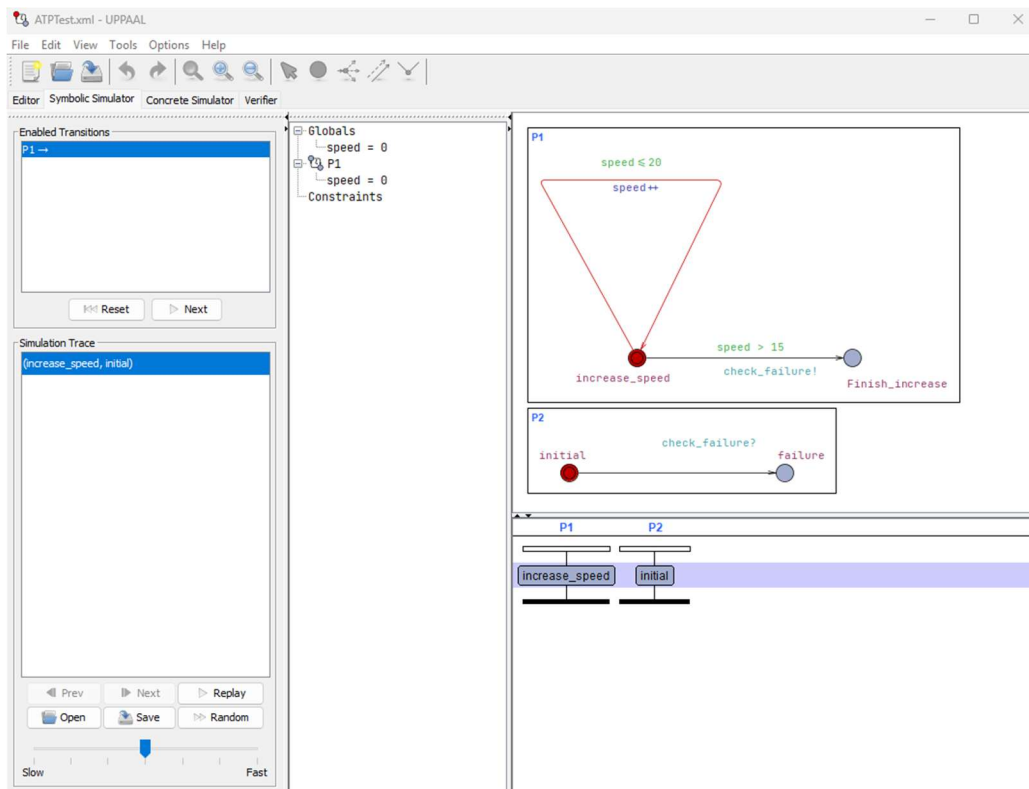 ATPTest.xml - UPPAAL
File Edit View Tools Options Help
Editor Symbolic Simulator Concrete Simulator Verifier
Enabled Transitions
P1 →
Reset Next
Simulation Trace
(increase_speed, initial)
Prev Next Replay
Open Save Random
Slow Fast
Globals
speed = 0
P1
speed = 0
Constraints
P1
speed ≤ 20
speed++
speed > 15
increase_speed
check_failure!
Finish_increase
P2
check_failure?
initial
failure
P1 P2
increase_speed initial